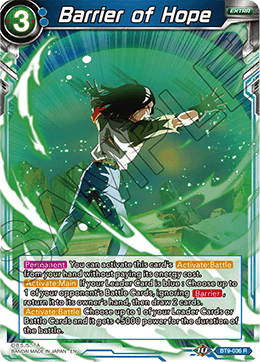 3
Barrier of Hope
EXTRA
Permanent You can activate this card's Activate:Battle
from your hand without paying its energy cost.
Activate:Main If your Leader Card is blue : Choose up to
1 of your opponent's Battle Cards, ignoring Barrier,
return it to its owner's hand, then draw 2 cards.
Activate:Battle Choose up to 1 of your Leader Cards or
Battle Cards and it gets +5000 power for the duration of
the battle.
BANDAI MADE IN JAPAN
BT9-036 R